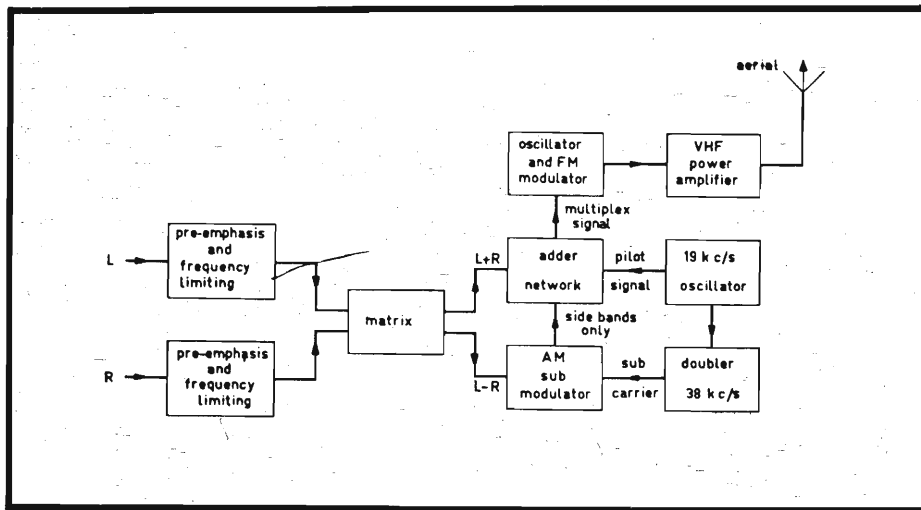 aerial
oscillator
and FM
modulator
VHF
power
amplifier
multiplex
signal
L
pre-emphasis
and
frequency
limiting
L+R
adder
network
pilot
signal
19 k c/s
oscillator
matrix
side bands
only
R
pre-emphasis
and
frequency
limiting
L-R
AM
sub
modulator
sub
carrier
doubler
38 k c/s